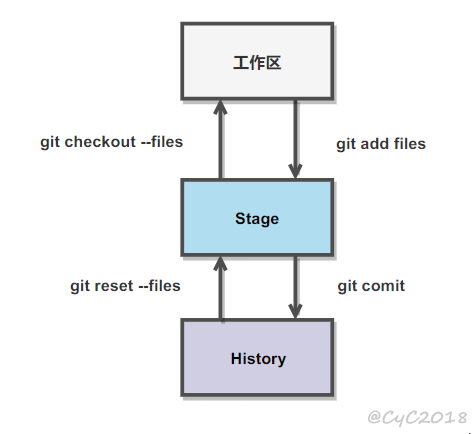 工作区
git checkout --files
git add files
Stage
git reset --files
git comit
History
@CyC2018